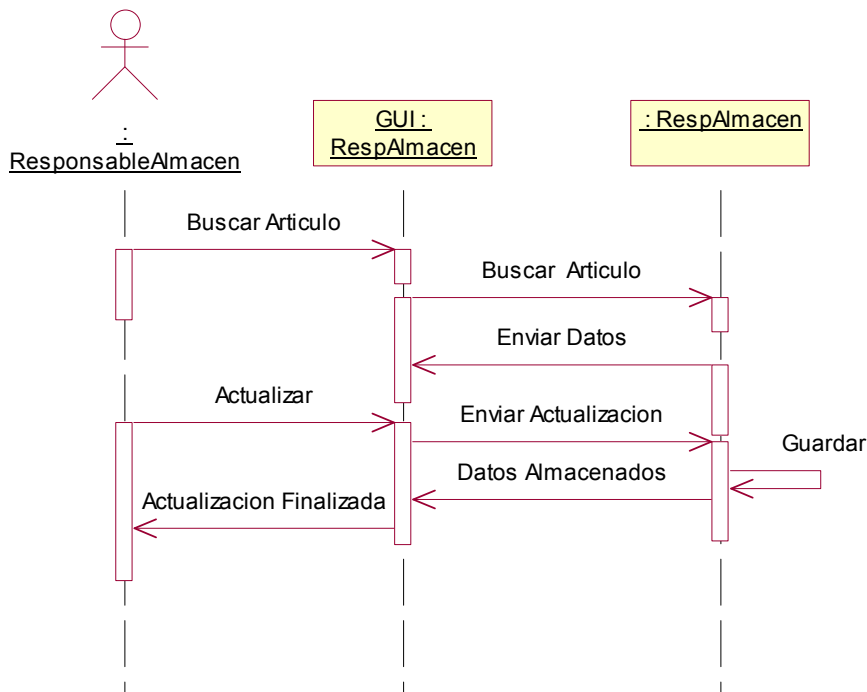 :
ResponsableAlmacen
GUI :
RespAlmacen
: RespAlmacen
Buscar Articulo
Buscar Articulo
Enviar Datos
Actualizar
Enviar Actualizacion
Guardar
Datos Almacenados
Actualizacion Finalizada